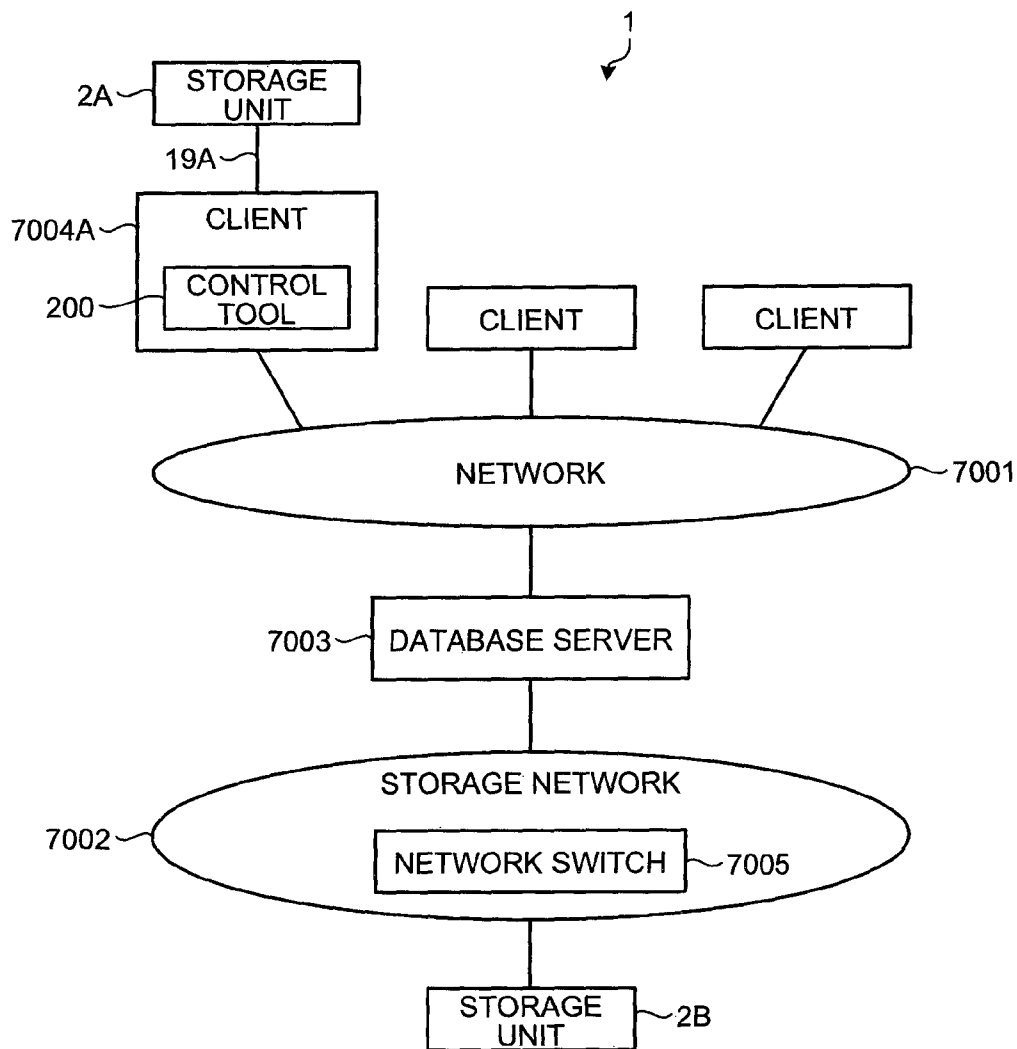 1
STORAGE
UNIT
2A
19A
CLIENT
7004A
CONTROL
TOOL
200
CLIENT
CLIENT
NETWORK
7001
7003
DATABASE SERVER
STORAGE NETWORK
7002
NETWORK SWITCH
7005
STORAGE
UNIT
2B